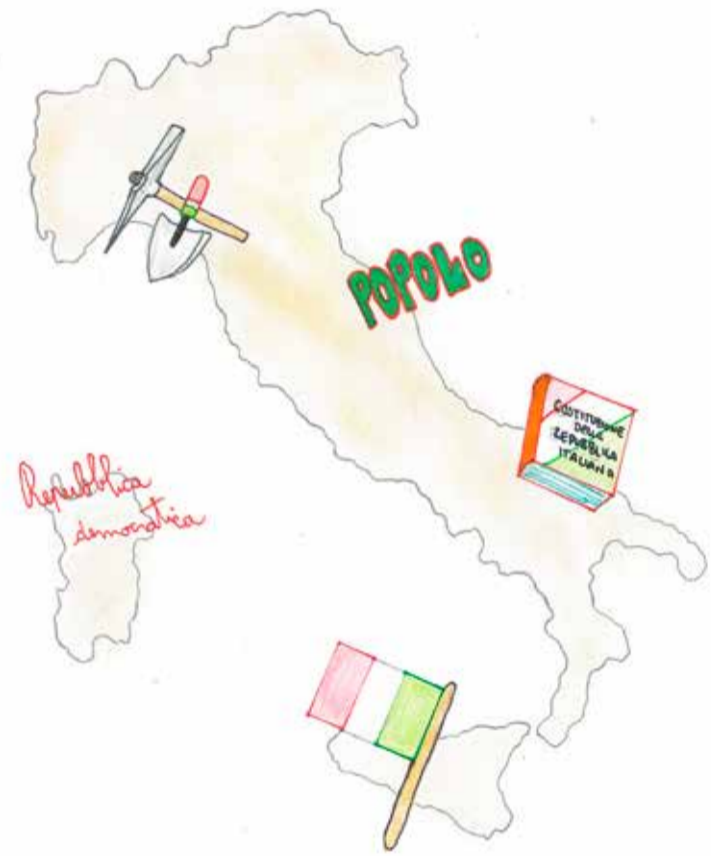 POPOLO
COSTITUZIONE
DELLA
REPUBBLICA
ITALIANA
Repubblica
democratica